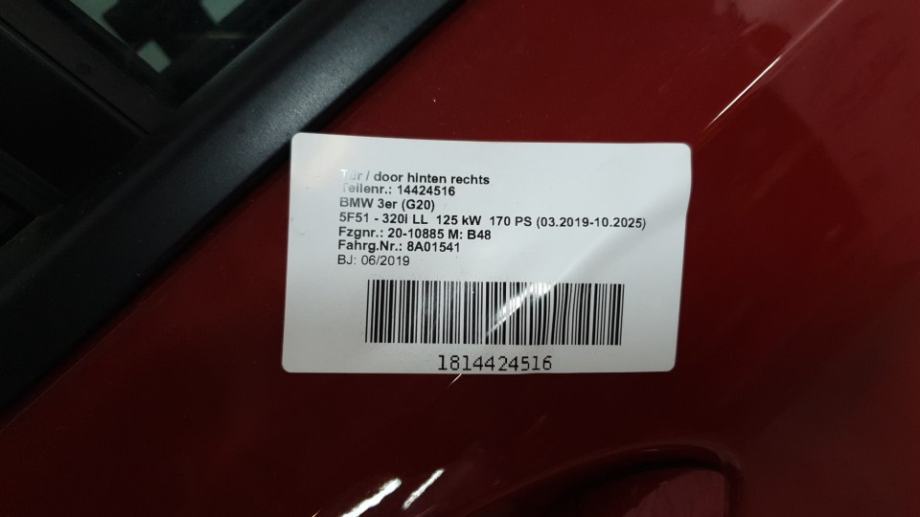 Tür / door hinten rechts
Teilenr.: 14424516
BMW 3er (G20)
5F51 - 320i LL 125 kW 170 PS (03.2019-10.2025)
Fzgnr.: 20-10885 M: B48
Fahrg.Nr.: 8A01541
BJ: 06/2019
1814424516